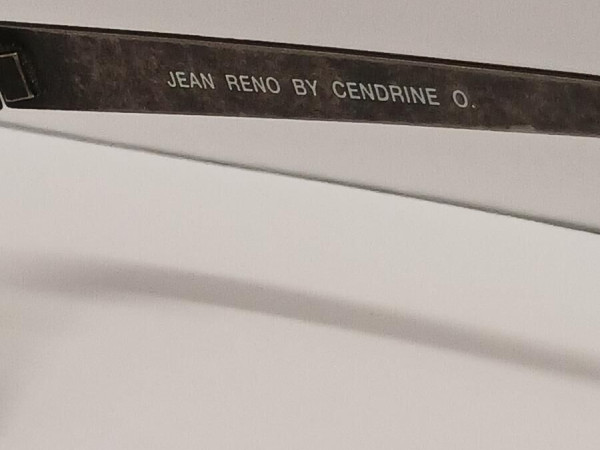 JEAN RENO BY CENDRINE O.